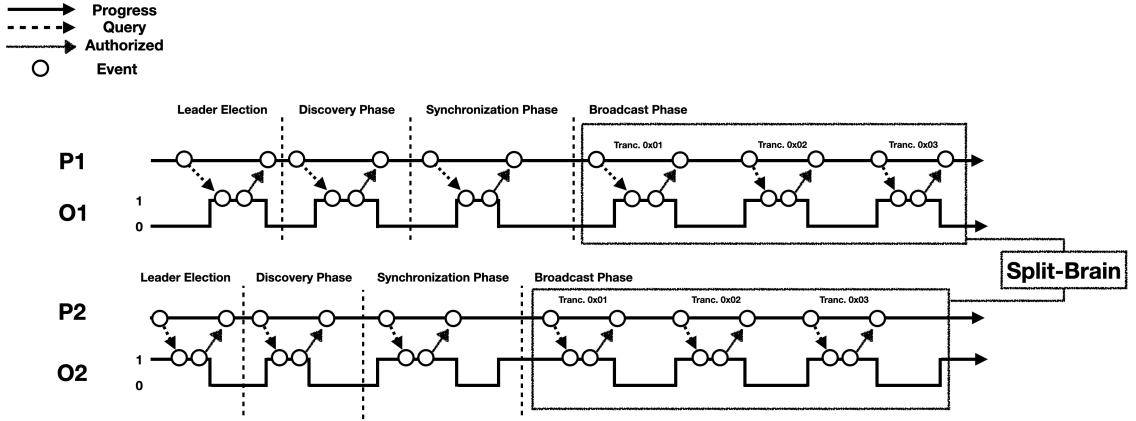 Progress
Query
Authorized
Event
Leader Election Discovery Phase Synchronization Phase Broadcast Phase
Tranc. 0x01 Tranc. 0x02 Tranc. 0x03
P1
1
O1
0
Split-Brain
Leader Election Discovery Phase Synchronization Phase Broadcast Phase
Tranc. 0x01 Tranc. 0x02 Tranc. 0x03
P2
1
O2
0